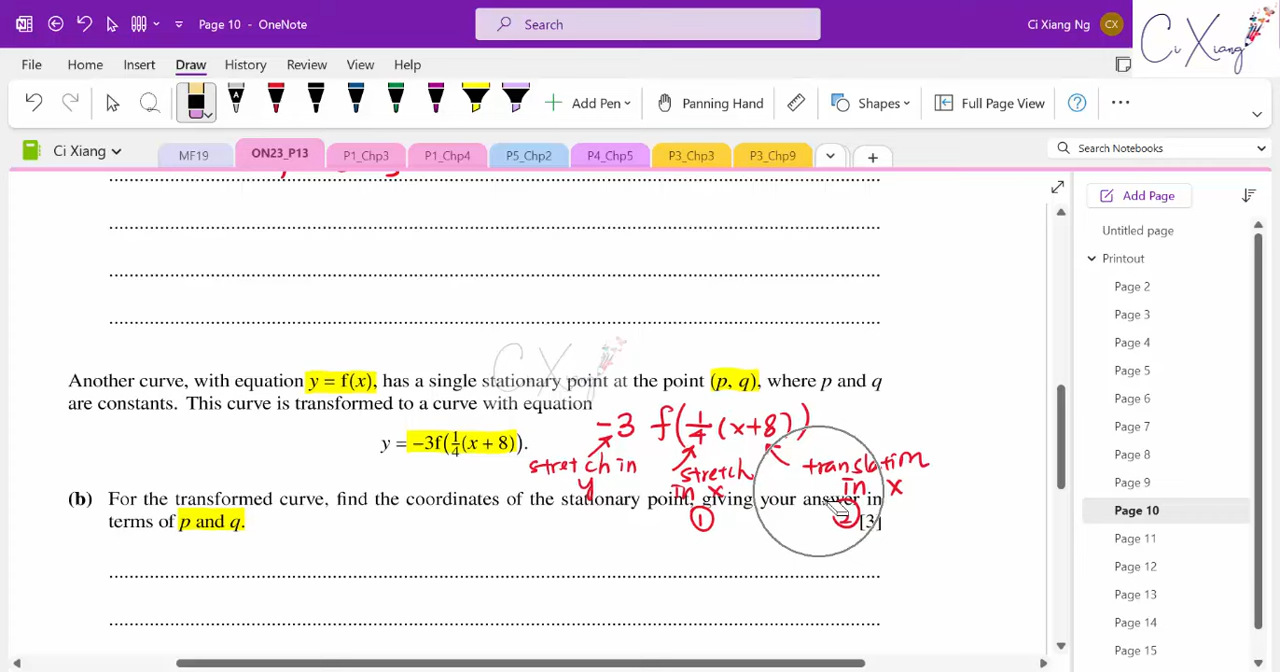 Page 10 - OneNote
Search
Ci Xiang Ng
CX
Ci Xiang
File Home Insert Draw History Review View Help
Add Pen
Panning Hand
Shapes
Full Page View
Ci Xiang
MF19
ON23_P13
P1_Chp3
P1_Chp4
P5_Chp2
P4_Chp5
P3_Chp3
P3_Chp9
Search Notebooks
Add Page
Untitled page
Printout
Page 2
Page 3
Page 4
Page 5
Page 6
Page 7
Page 8
Page 9
Page 10
Page 11
Page 12
Page 13
Page 14
Page 15
Ci Xiang
Another curve, with equation y = f(x), has a single stationary point at the point (p, q), where p and q
are constants. This curve is transformed to a curve with equation
y = −3f(¼(x + 8)).
-3 f(¼(x+8))
stretch in y
stretch in x
①
translation in x
②
(b) For the transformed curve, find the coordinates of the stationary point, giving your answer in
terms of p and q. [3]